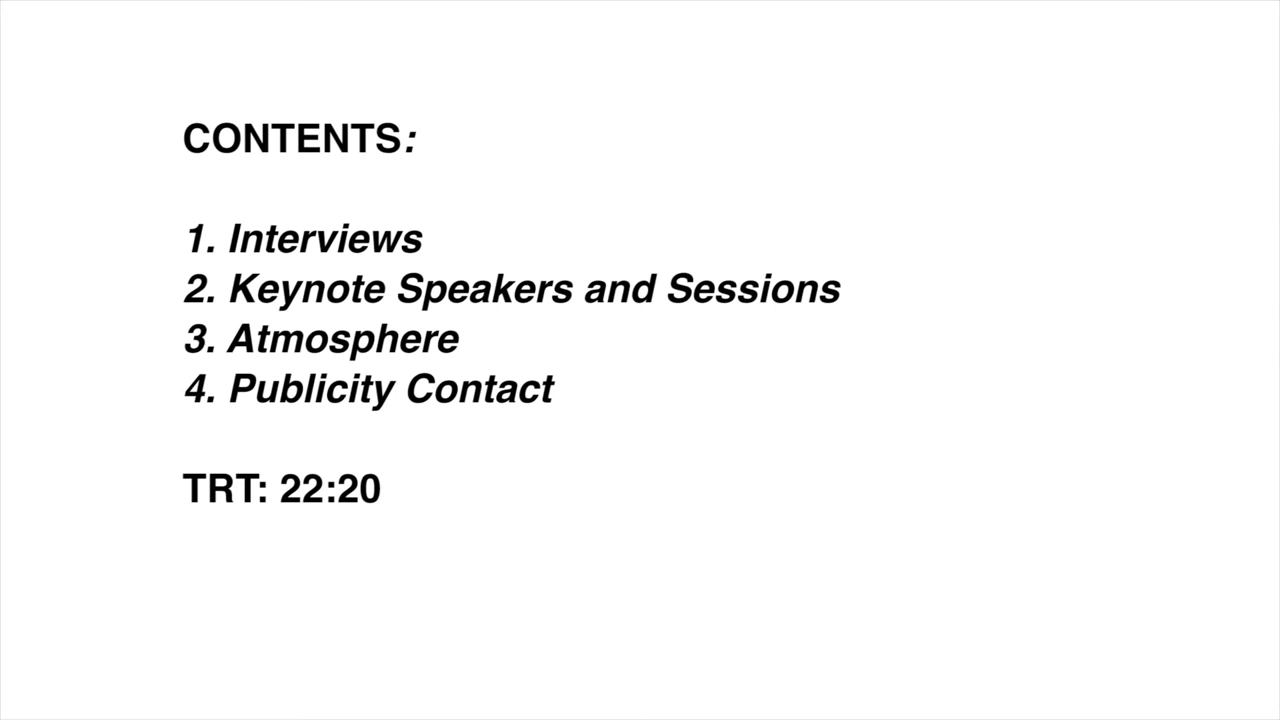 CONTENTS:
1. Interviews
2. Keynote Speakers and Sessions
3. Atmosphere
4. Publicity Contact
TRT: 22:20